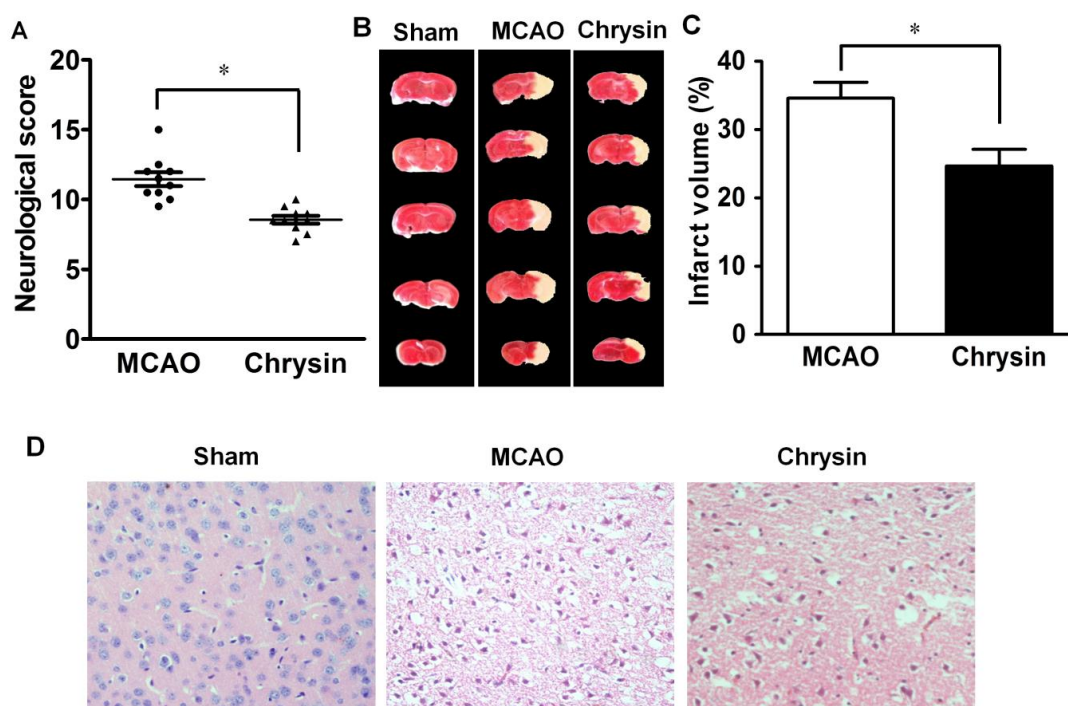 A
Neurological score
20
15
10
5
0
*
MCAO Chrysin
B
Sham MCAO Chrysin
C
Infarct volume (%)
40
30
20
10
0
*
MCAO Chrysin
D
Sham MCAO Chrysin